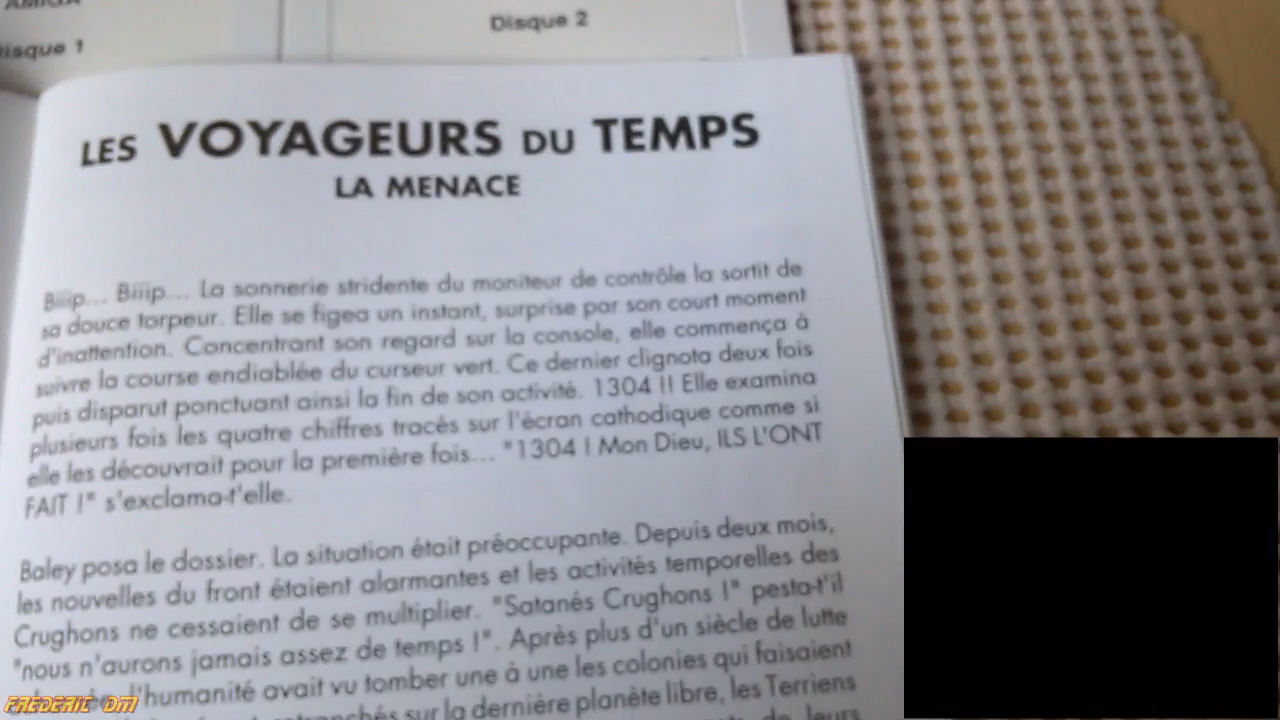 Disque 2
isque 1
LES VOYAGEURS DU TEMPS
LA MENACE
Biiip... Biiip... La sonnerie stridente du moniteur de contrôle la sortit de
sa douce torpeur. Elle se figea un instant, surprise par son court moment
d'inattention. Concentrant son regard sur la console, elle commença à
suivre la course endiablée du curseur vert. Ce dernier clignota deux fois
puis disparut ponctuant ainsi la fin de son activité. 1304 !! Elle examina
plusieurs fois les quatre chiffres tracés sur l'écran cathodique comme si
elle les découvrait pour la première fois... "1304 ! Mon Dieu, ILS L'ONT
FAIT !" s'exclama-t'elle.
Baley posa le dossier. La situation était préoccupante. Depuis deux mois,
les nouvelles du front étaient alarmantes et les activités temporelles des
Crughons ne cessaient de se multiplier. "Satanés Crughons !" pesta-t'il
"nous n'aurons jamais assez de temps !". Après plus d'un siècle de lutte
l'humanité avait vu tomber une à une les colonies qui faisaient
sur la dernière planète libre, les Terriens
de leurs
FREDERIC DM